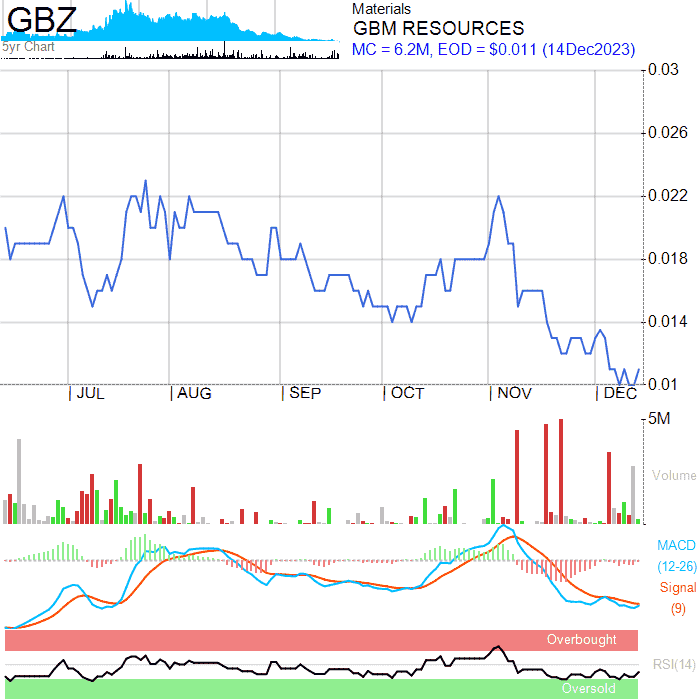 GBZ
5yr Chart
Materials
GBM RESOURCES
MC = 6.2M, EOD = $0.011 (14Dec2023)
0.03
0.026
0.022
0.018
0.014
0.01
JUL AUG SEP OCT NOV DEC
5M
Volume
MACD
(12-26)
Signal
(9)
Overbought
RSI(14)
Oversold